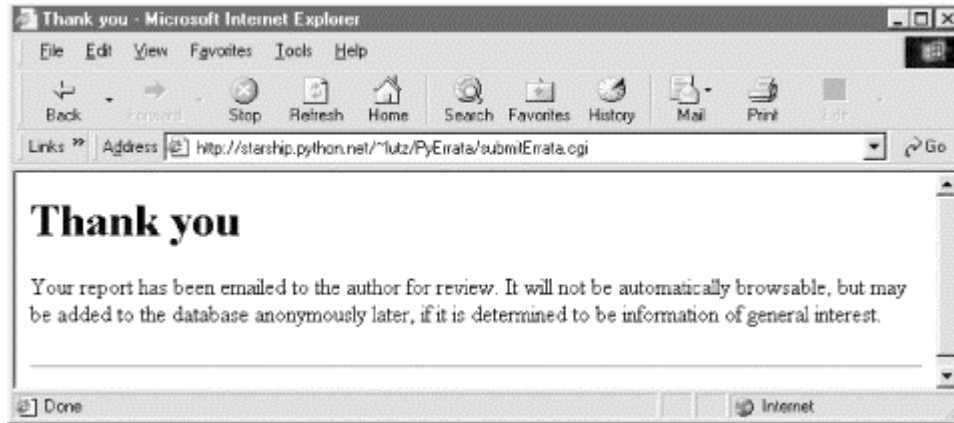 Thank you - Microsoft Internet Explorer
File Edit View Favorites Tools Help
Back Forward Stop Refresh Home Search Favorites History Mail Print Edit
Links » Address http://starship.python.net/~lutz/PyErrata/submitErrata.cgi Go
Thank you
Your report has been emailed to the author for review. It will not be automatically browsable, but may
be added to the database anonymously later, if it is determined to be information of general interest.
Done Internet